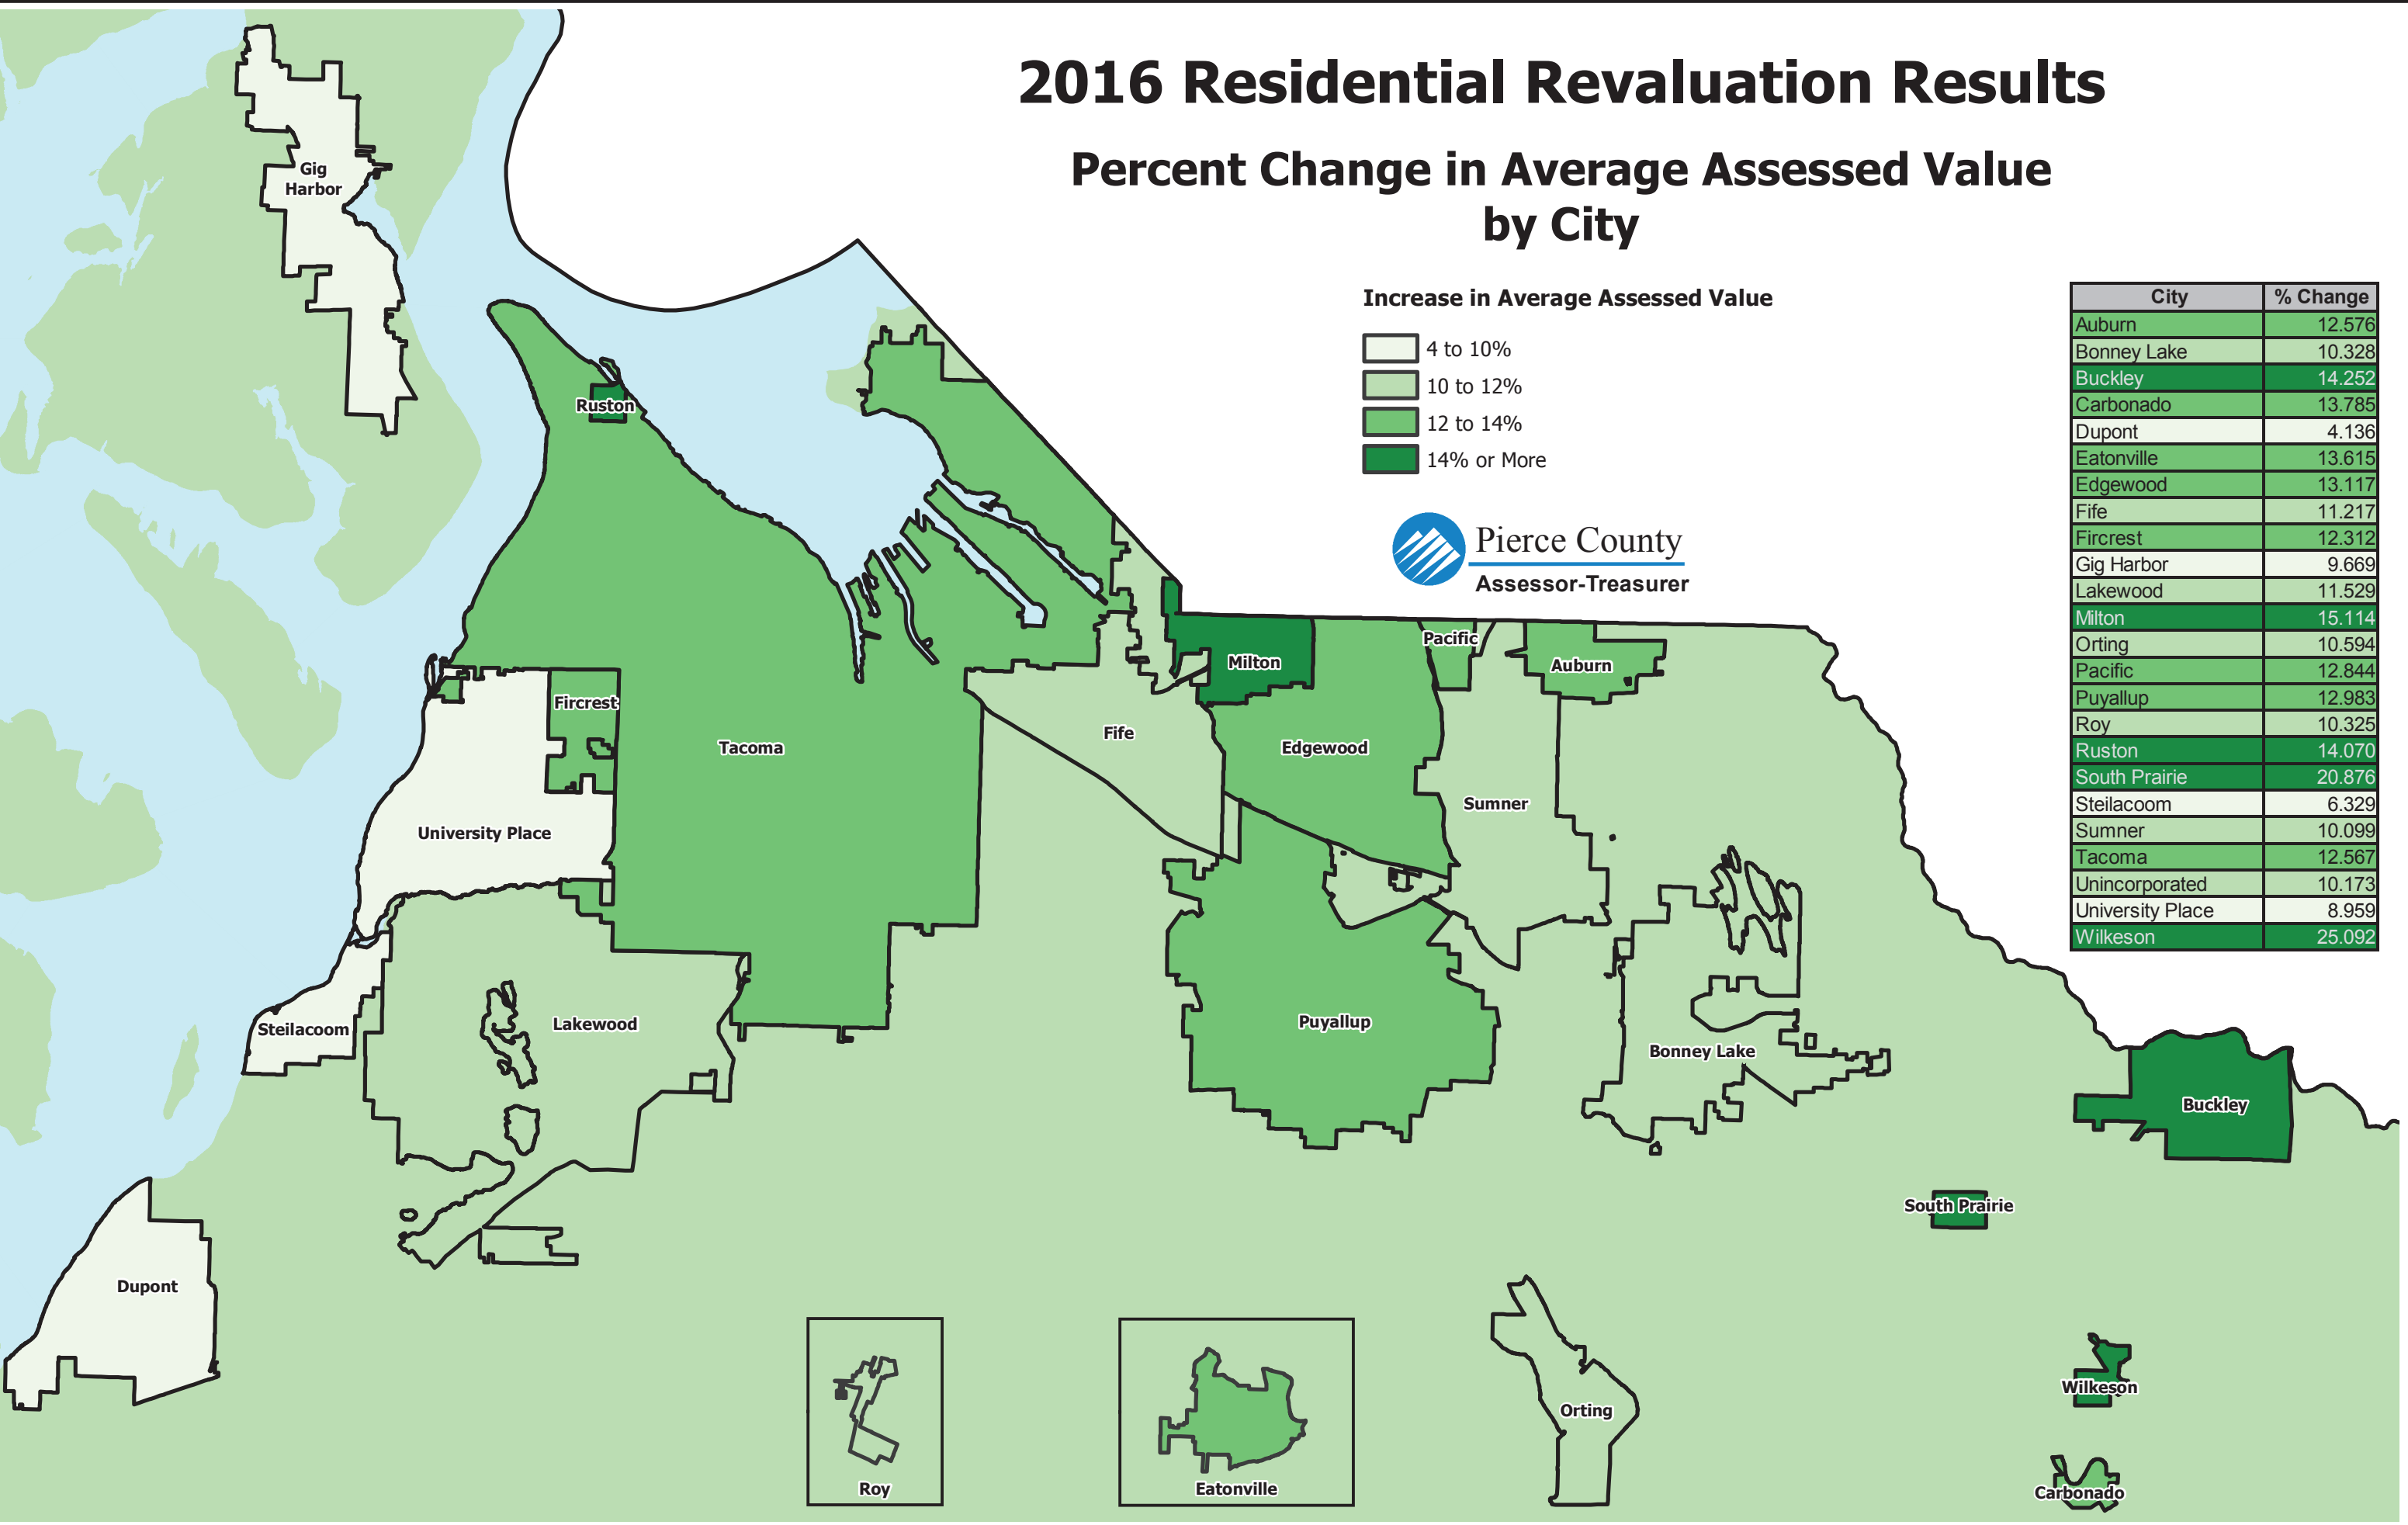 2016 Residential Revaluation Results
Percent Change in Average Assessed Value
by City
Increase in Average Assessed Value
4 to 10%
10 to 12%
12 to 14%
14% or More
Pierce County
Assessor-Treasurer
City % Change
Auburn 12.576
Bonney Lake 10.328
Buckley 14.252
Carbonado 13.785
Dupont 4.136
Eatonville 13.615
Edgewood 13.117
Fife 11.217
Fircrest 12.312
Gig Harbor 9.669
Lakewood 11.529
Milton 15.114
Orting 10.594
Pacific 12.844
Puyallup 12.983
Roy 10.325
Ruston 14.070
South Prairie 20.876
Steilacoom 6.329
Sumner 10.099
Tacoma 12.567
Unincorporated 10.173
University Place 8.959
Wilkeson 25.092
Gig
Harbor
Ruston
Pacific
Milton
Auburn
Fircrest
Fife
Tacoma
Edgewood
Sumner
University Place
Puyallup
Lakewood
Steilacoom
Bonney Lake
Buckley
South Prairie
Dupont
Wilkeson
Orting
Roy
Eatonville
Carbonado